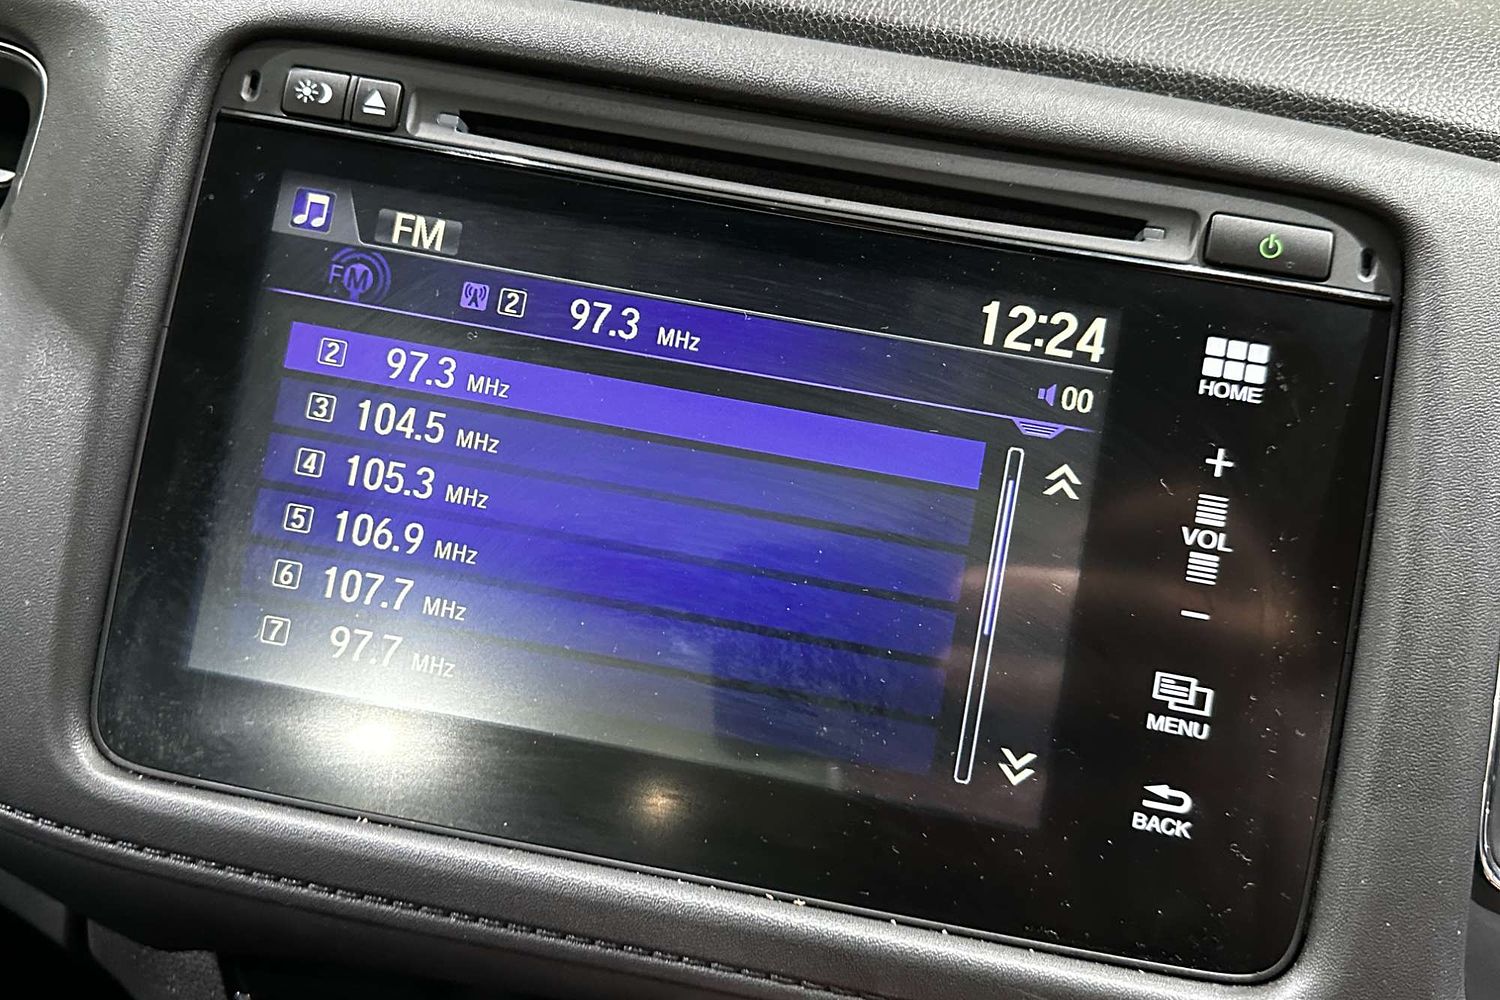 FM
FM
2 97.3 MHz
12:24
00
2 97.3 MHz
3 104.5 MHz
4 105.3 MHz
5 106.9 MHz
6 107.7 MHz
7 97.7 MHz
HOME
+
VOL
−
MENU
BACK